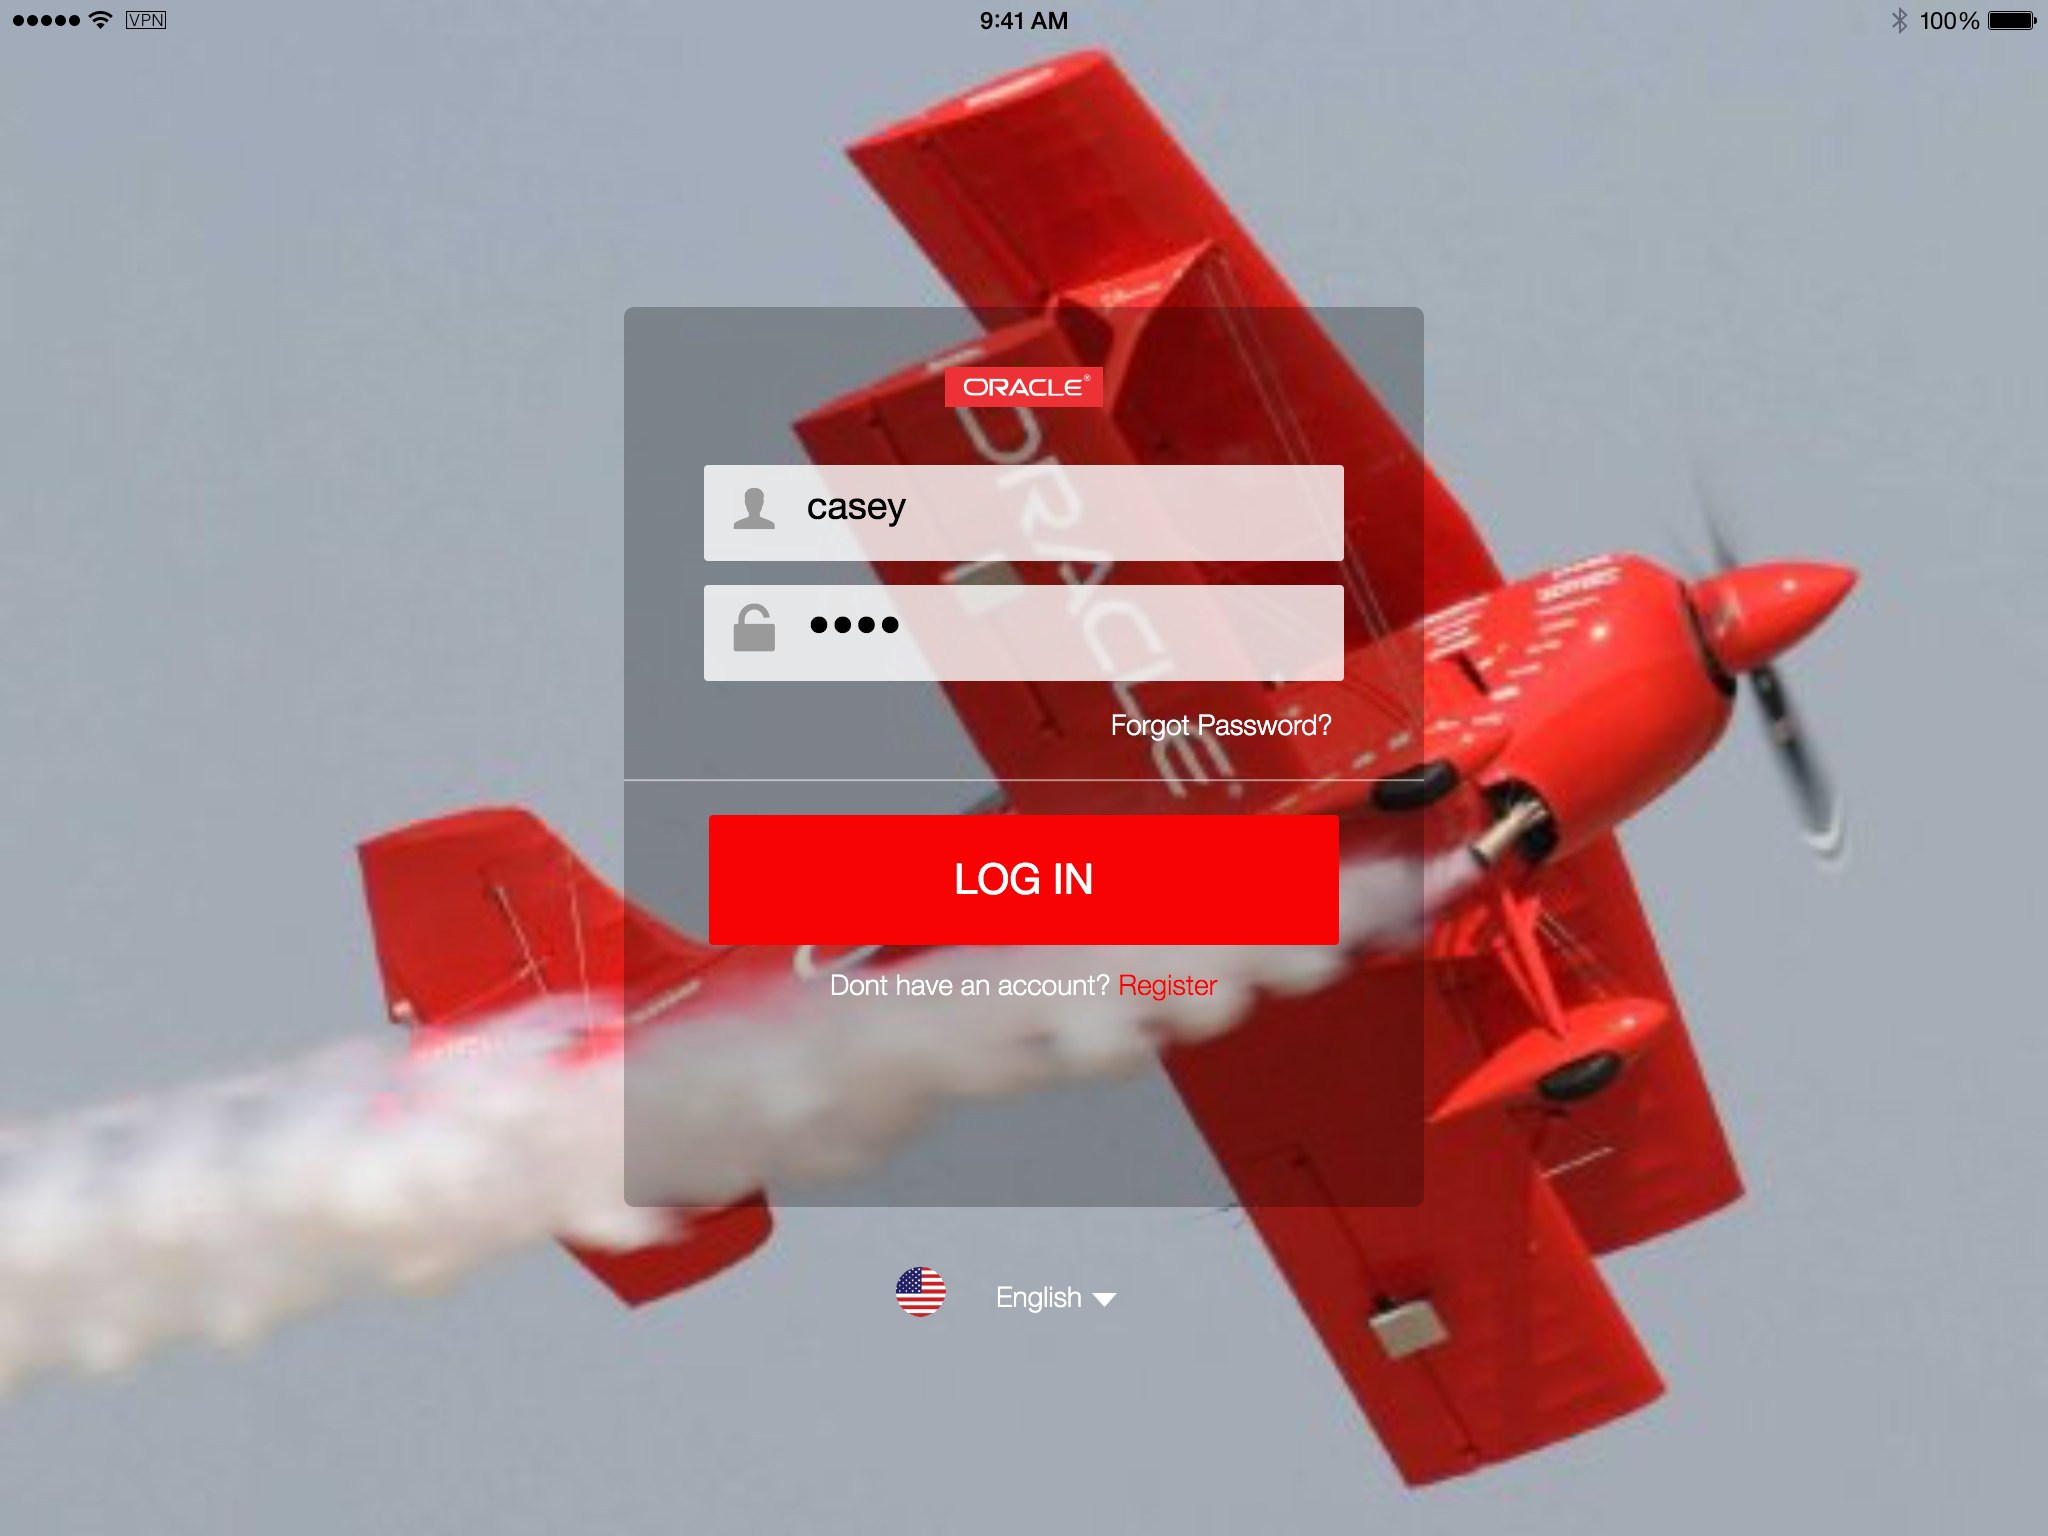 VPN
9:41 AM
100%
ORACLE®
casey
Forgot Password?
ORACLE
LOG IN
Dont have an account? Register
English